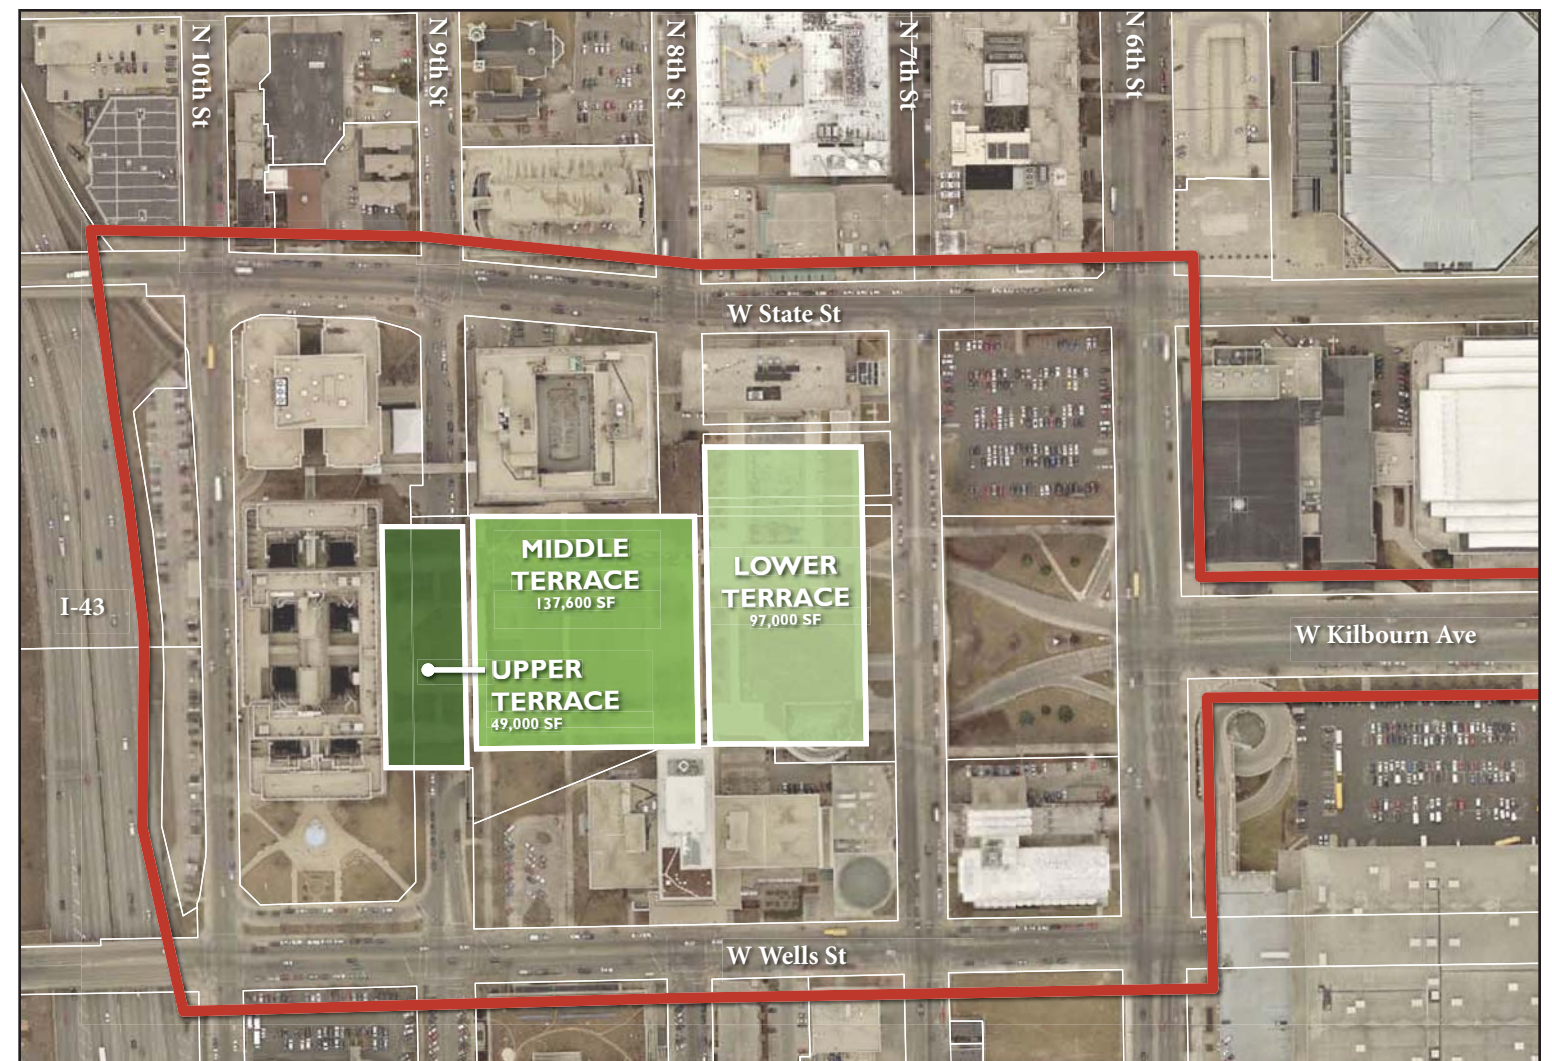 N 10th St
N 9th St
N 8th St
N 7th St
N 6th St
W State St
MIDDLE
TERRACE
137,600 SF
LOWER
TERRACE
97,000 SF
I-43
W Kilbourn Ave
UPPER
TERRACE
49,000 SF
W Wells St